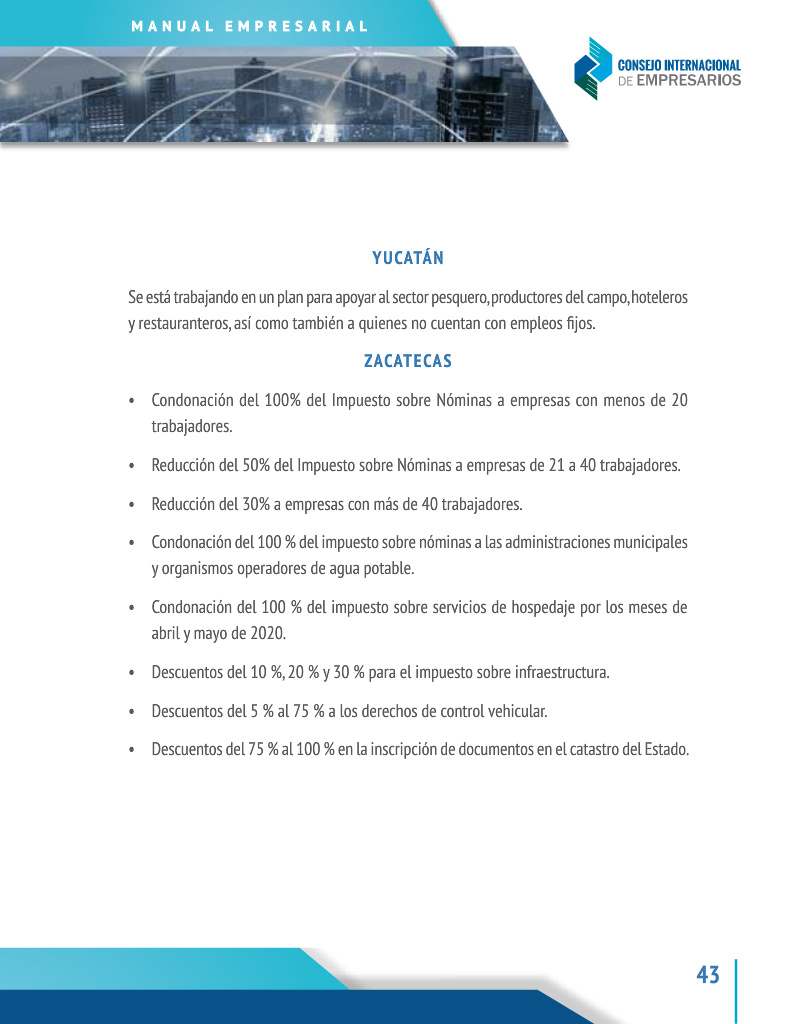 MANUAL EMPRESARIAL
CONSEJO INTERNACIONAL
DE EMPRESARIOS
YUCATÁN
Se está trabajando en un plan para apoyar al sector pesquero, productores del campo, hoteleros
y restauranteros, así como también a quienes no cuentan con empleos fijos.
ZACATECAS
• Condonación del 100% del Impuesto sobre Nóminas a empresas con menos de 20
trabajadores.
• Reducción del 50% del Impuesto sobre Nóminas a empresas de 21 a 40 trabajadores.
• Reducción del 30% a empresas con más de 40 trabajadores.
• Condonación del 100 % del impuesto sobre nóminas a las administraciones municipales
y organismos operadores de agua potable.
• Condonación del 100 % del impuesto sobre servicios de hospedaje por los meses de
abril y mayo de 2020.
• Descuentos del 10 %, 20 % y 30 % para el impuesto sobre infraestructura.
• Descuentos del 5 % al 75 % a los derechos de control vehicular.
• Descuentos del 75 % al 100 % en la inscripción de documentos en el catastro del Estado.
43